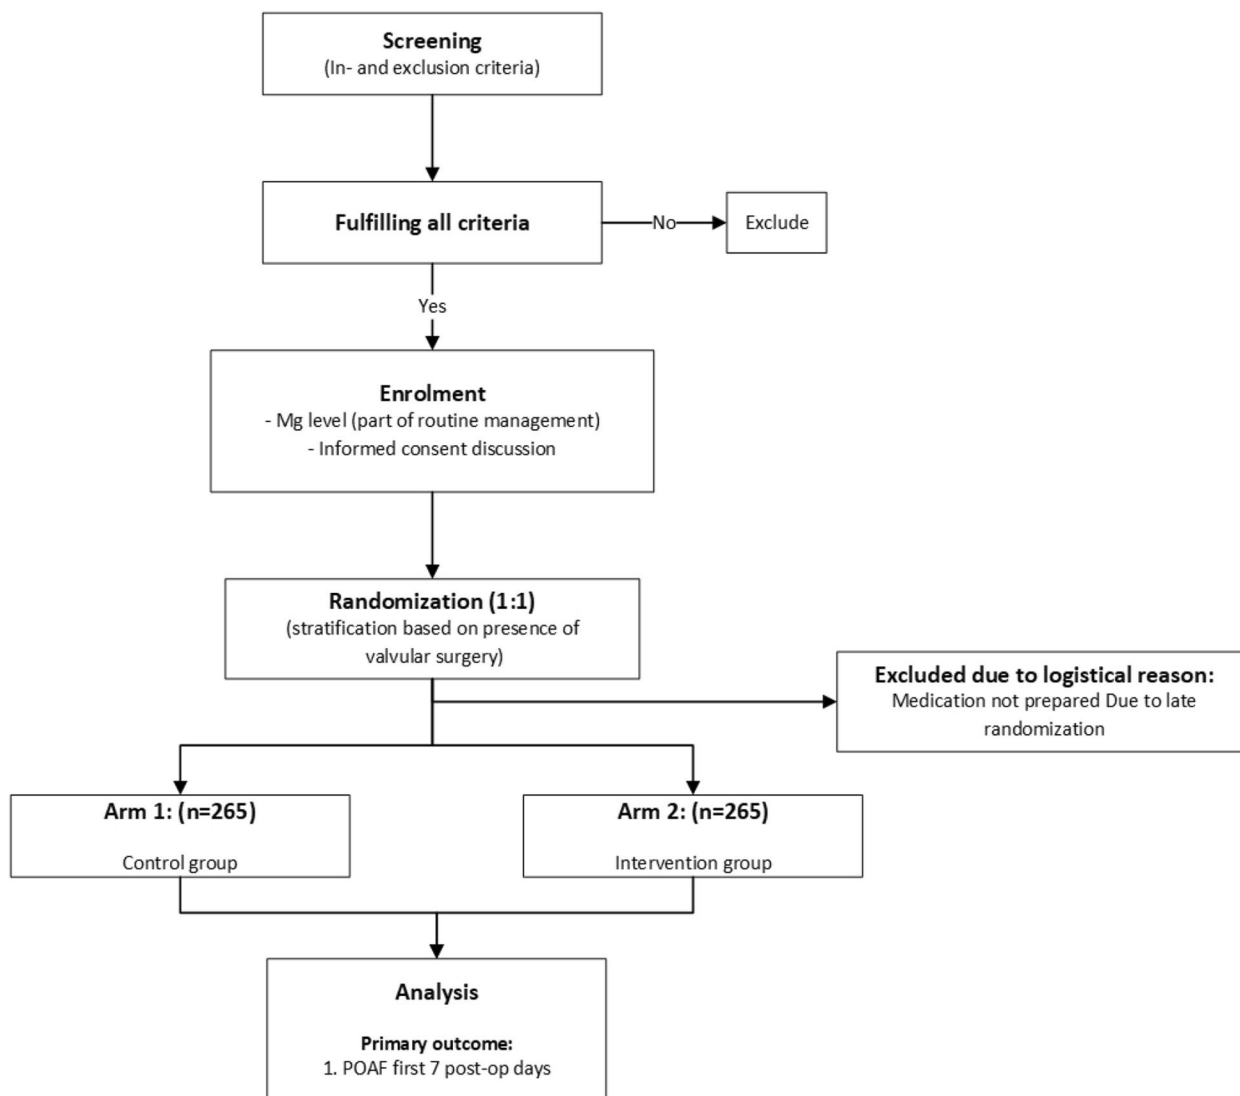 Screening
(In- and exclusion criteria)
Fulfilling all criteria
No
Exclude
Yes
Enrolment
- Mg level (part of routine management)
- Informed consent discussion
Randomization (1:1)
(stratification based on presence of
valvular surgery)
Excluded due to logistical reason:
Medication not prepared Due to late
randomization
Arm 1: (n=265)
Control group
Arm 2: (n=265)
Intervention group
Analysis
Primary outcome:
1. POAF first 7 post-op days